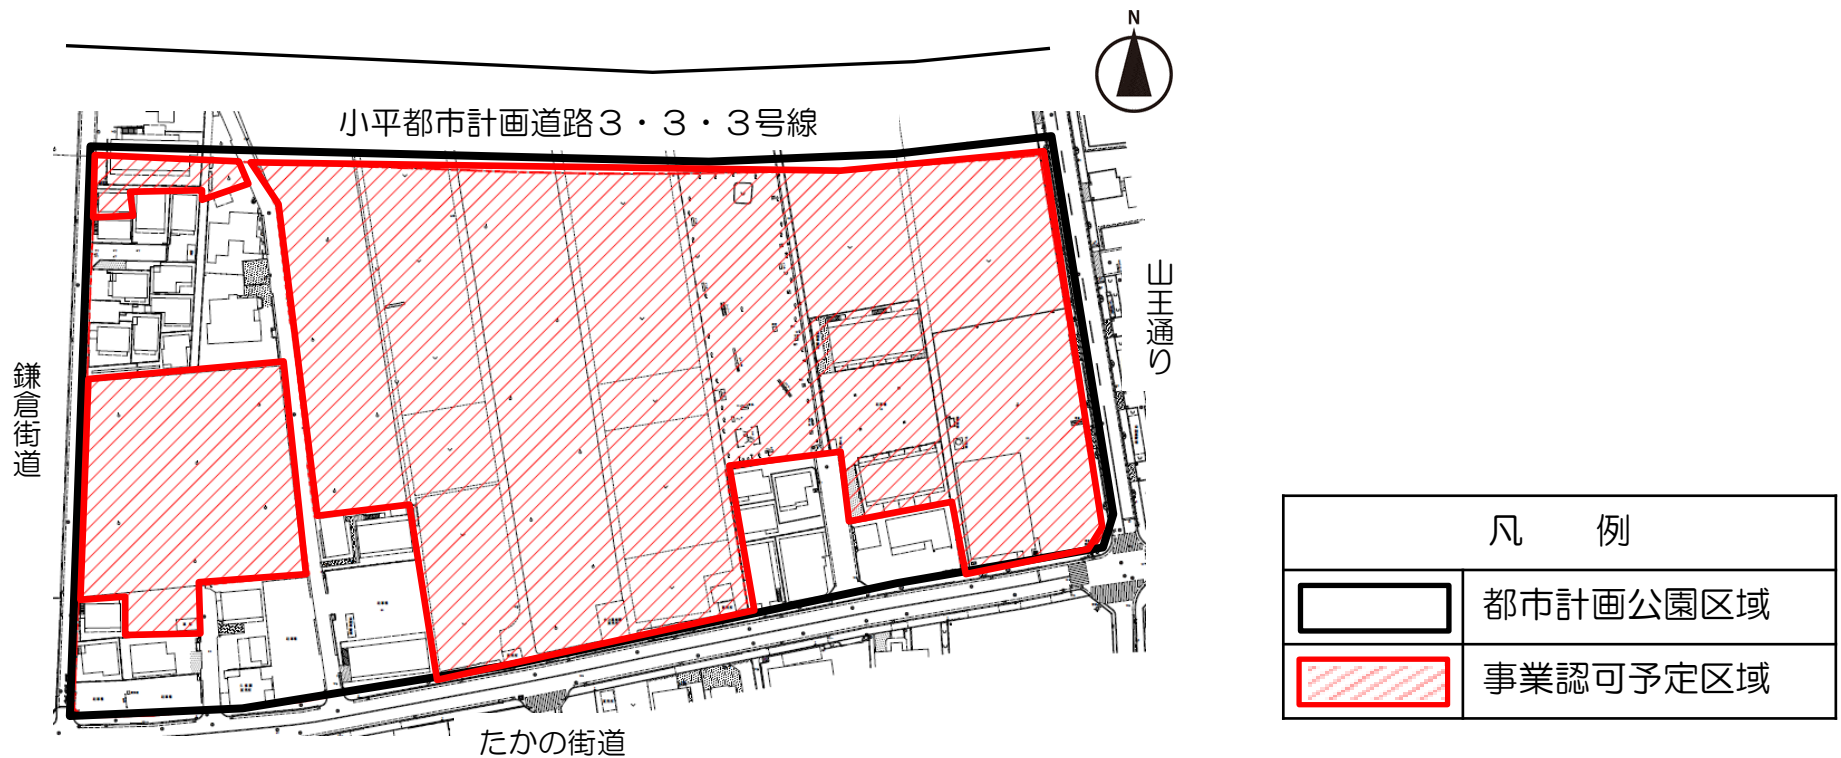 N
小平都市計画道路３・３・３号線
山王通り
鎌倉街道
たかの街道
凡　例
都市計画公園区域
事業認可予定区域